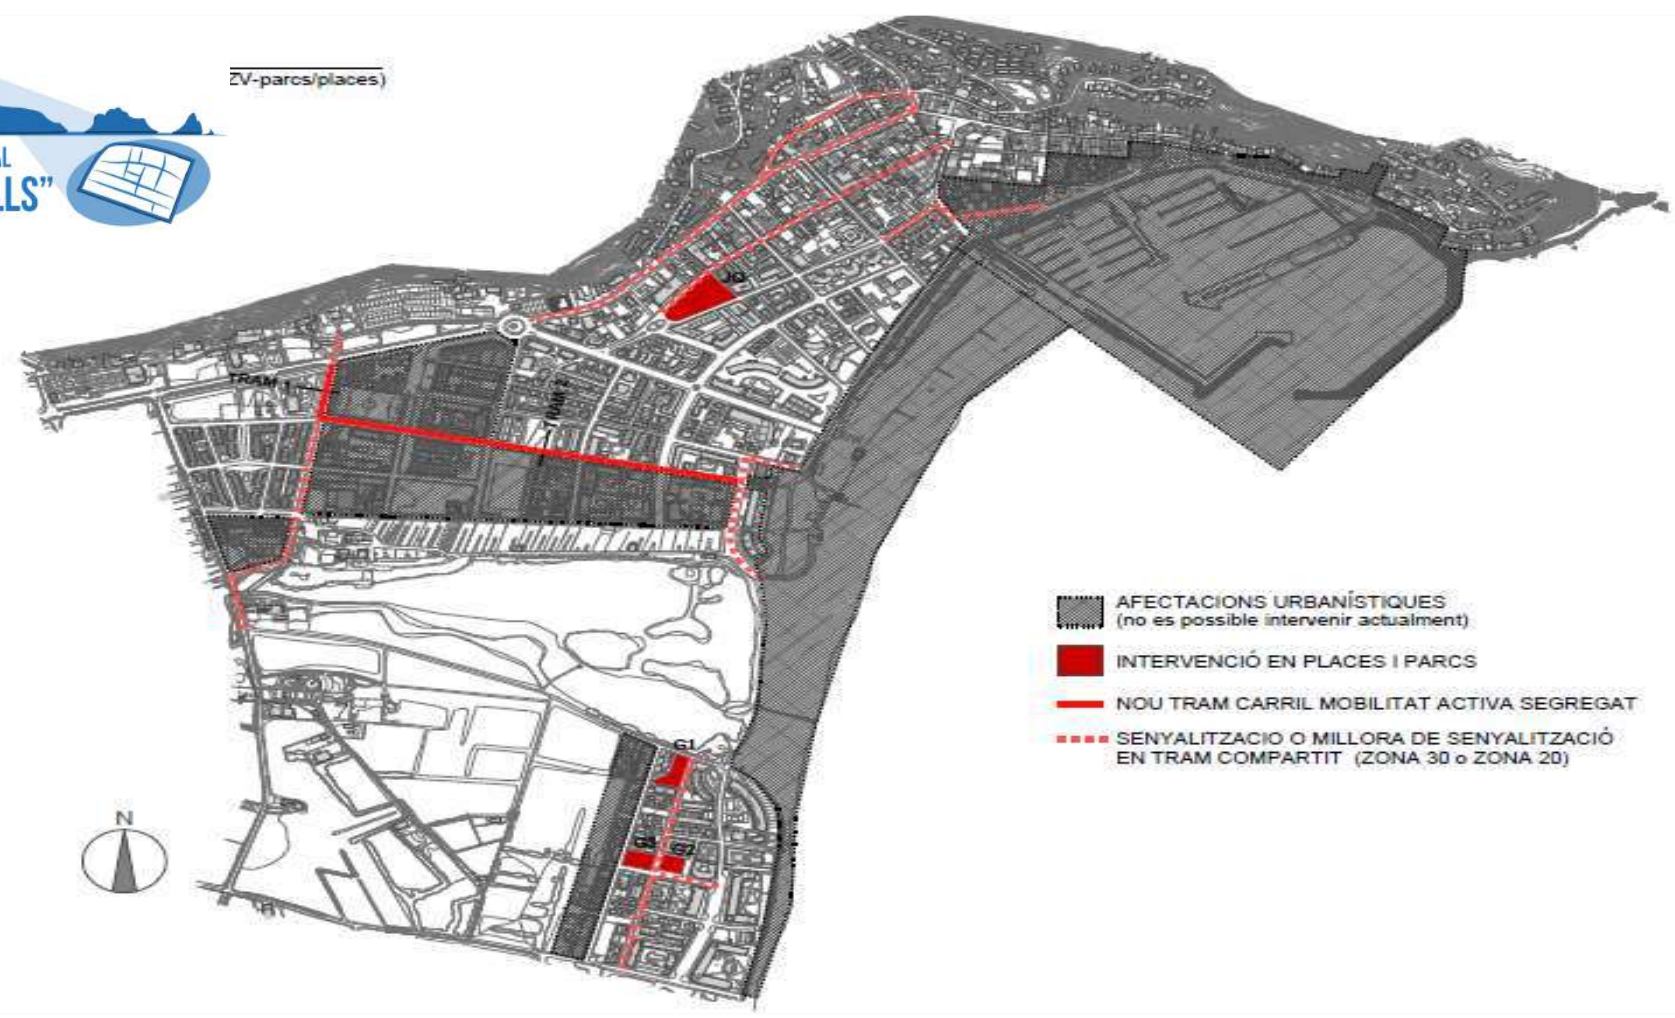 ZV-parcs/places)
AL
LLS”
JQ
TRAM 1
TRAM 2
AFECTACIONS URBANÍSTIQUES
(no es possible intervenir actualment)
INTERVENCIÓ EN PLACES I PARCS
NOU TRAM CARRIL MOBILITAT ACTIVA SEGREGAT
SENYALITZACIO O MILLORA DE SENYALITZACIÓ
EN TRAM COMPARTIT (ZONA 30 o ZONA 20)
G1
G2
N